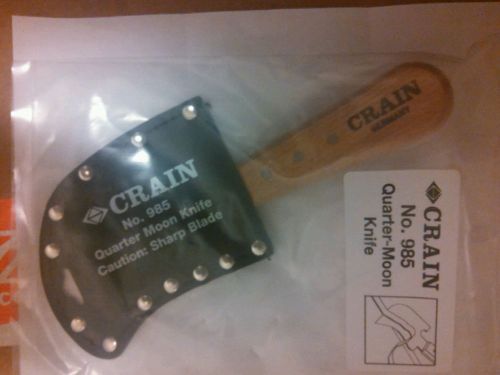 CRAIN
No. 985
Quarter Moon Knife
Caution: Sharp Blade
CRAIN
GERMANY
CRAIN
No. 985
Quarter-Moon
Knife